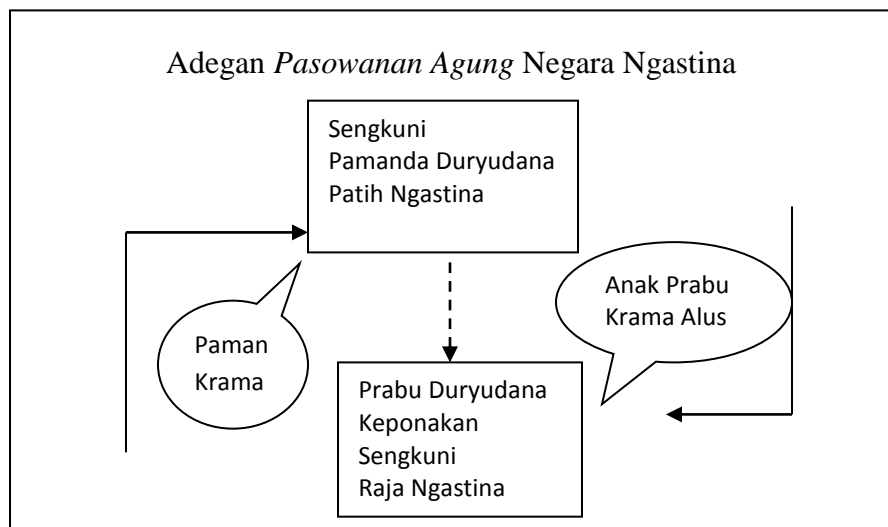 Adegan Pasowanan Agung Negara Ngastina
Sengkuni
Pamanda Duryudana
Patih Ngastina
Anak Prabu
Krama Alus
Paman
Krama
Prabu Duryudana
Keponakan
Sengkuni
Raja Ngastina